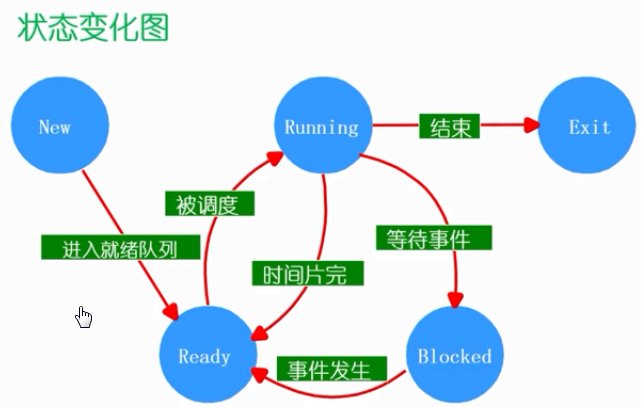 状态变化图
New
Running
结束
Exit
被调度
进入就绪队列
等待事件
时间片完
Ready
事件发生
Blocked